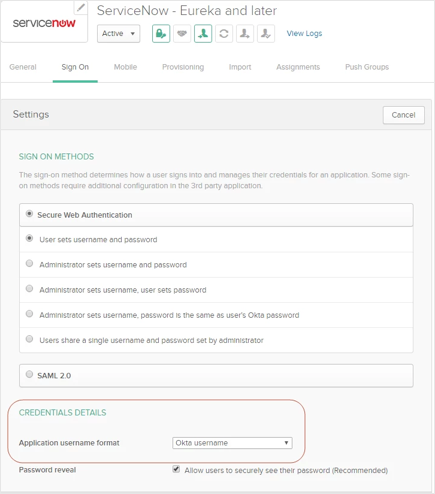 servicenow
ServiceNow - Eureka and later
Active
View Logs
General
Sign On
Mobile
Provisioning
Import
Assignments
Push Groups
Settings
Cancel
SIGN ON METHODS
The sign-on method determines how a user signs into and manages their credentials for an application. Some sign-
on methods require additional configuration in the 3rd party application.
Secure Web Authentication
User sets username and password
Administrator sets username and password
Administrator sets username, user sets password
Administrator sets username, password is the same as user's Okta password
Users share a single username and password set by administrator
SAML 2.0
CREDENTIALS DETAILS
Application username format
Okta username
Password reveal
Allow users to securely see their password (Recommended)